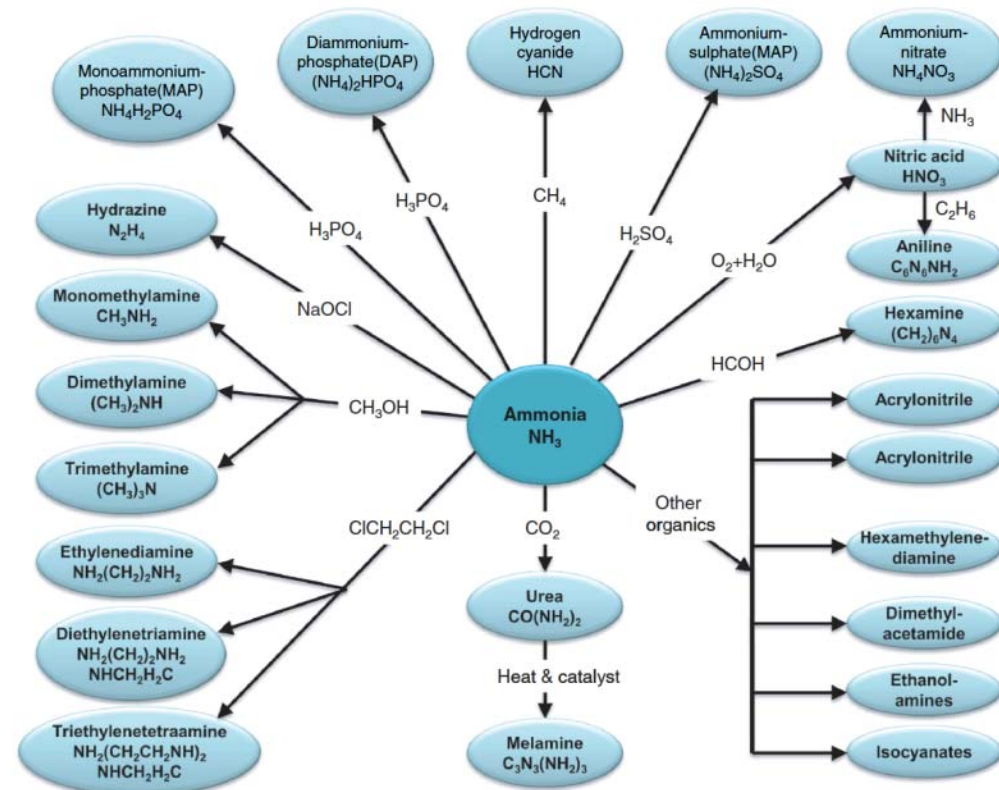 Monoammonium-
phosphate(MAP)
NH₄H₂PO₄
Diammonium-
phosphate(DAP)
(NH₄)₂HPO₄
Hydrogen
cyanide
HCN
Ammonium-
sulphate(MAP)
(NH₄)₂SO₄
Ammonium-
nitrate
NH₄NO₃
NH₃
Nitric acid
HNO₃
C₂H₆
Aniline
C₆N₆NH₂
H₃PO₄
H₃PO₄
CH₄
H₂SO₄
O₂+H₂O
Hydrazine
N₂H₄
NaOCl
Monomethylamine
CH₃NH₂
Dimethylamine
(CH₃)₂NH
Trimethylamine
(CH₃)₃N
CH₃OH
Ammonia
NH₃
HCOH
Hexamine
(CH₂)₆N₄
Other
organics
Acrylonitrile
Acrylonitrile
Hexamethylene-
diamine
Dimethyl-
acetamide
Ethanol-
amines
Isocyanates
ClCH₂CH₂Cl
Ethylenediamine
NH₂(CH₂)₂NH₂
Diethylenetriamine
NH₂(CH₂)₂NH₂
NHCH₂H₂C
Triethylenetetraamine
NH₂(CH₂CH₂NH)₂
NHCH₂H₂C
CO₂
Urea
CO(NH₂)₂
Heat & catalyst
Melamine
C₃N₃(NH₂)₃